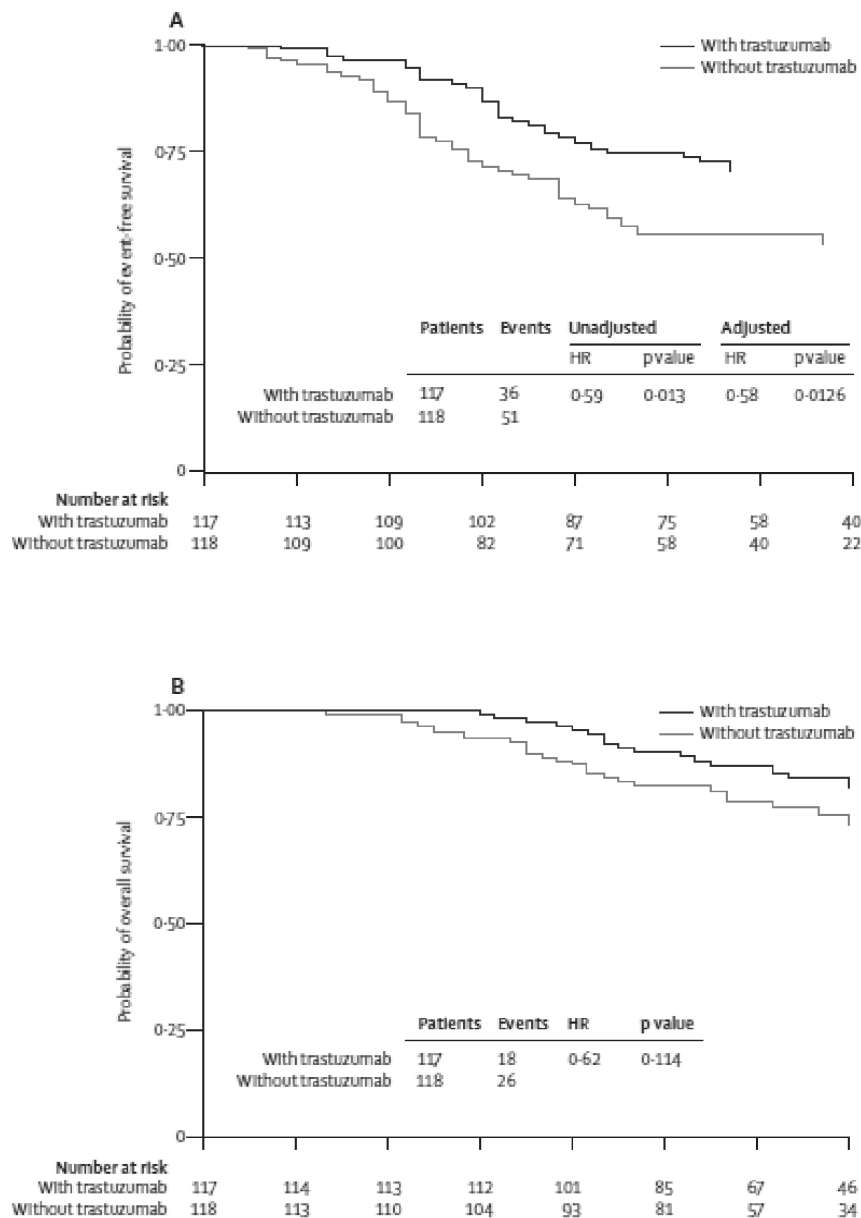 A
1·00
With trastuzumab
Without trastuzumab
0·75
Probability of event-free survival
0·50
Patients Events Unadjusted Adjusted
HR p value HR p value
0·25
With trastuzumab 117 36 0·59 0·013 0·58 0·0126
Without trastuzumab 118 51
0
Number at risk
With trastuzumab 117 113 109 102 87 75 58 40
Without trastuzumab 118 109 100 82 71 58 40 22
B
1·00
With trastuzumab
Without trastuzumab
0·75
Probability of overall survival
0·50
Patients Events HR p value
0·25
With trastuzumab 117 18 0·62 0·114
Without trastuzumab 118 26
0
Number at risk
With trastuzumab 117 114 113 112 101 85 67 46
Without trastuzumab 118 113 110 104 93 81 57 34